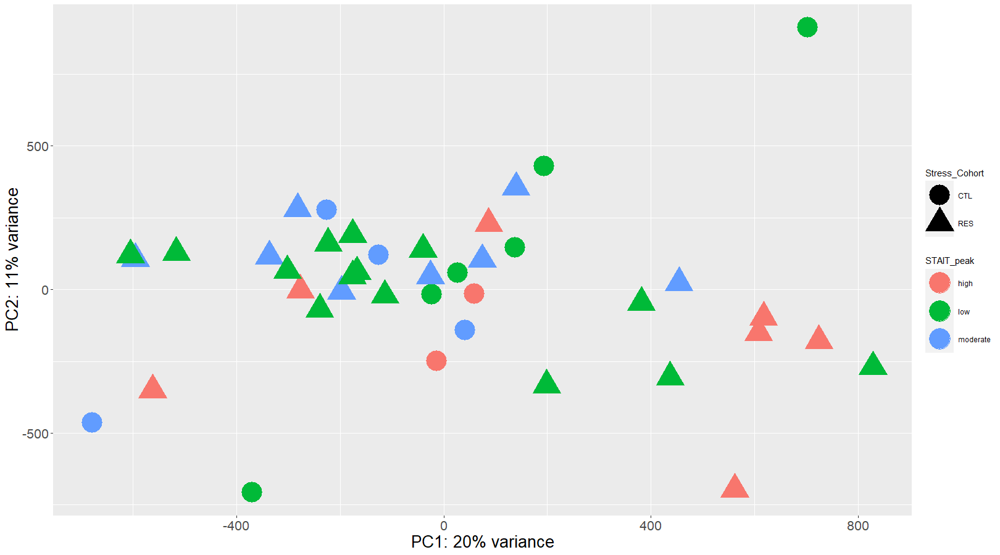 PC2: 11% variance
500
0
-500
-400
0
400
800
PC1: 20% variance
Stress_Cohort
CTL
RES
STAIT_peak
high
low
moderate